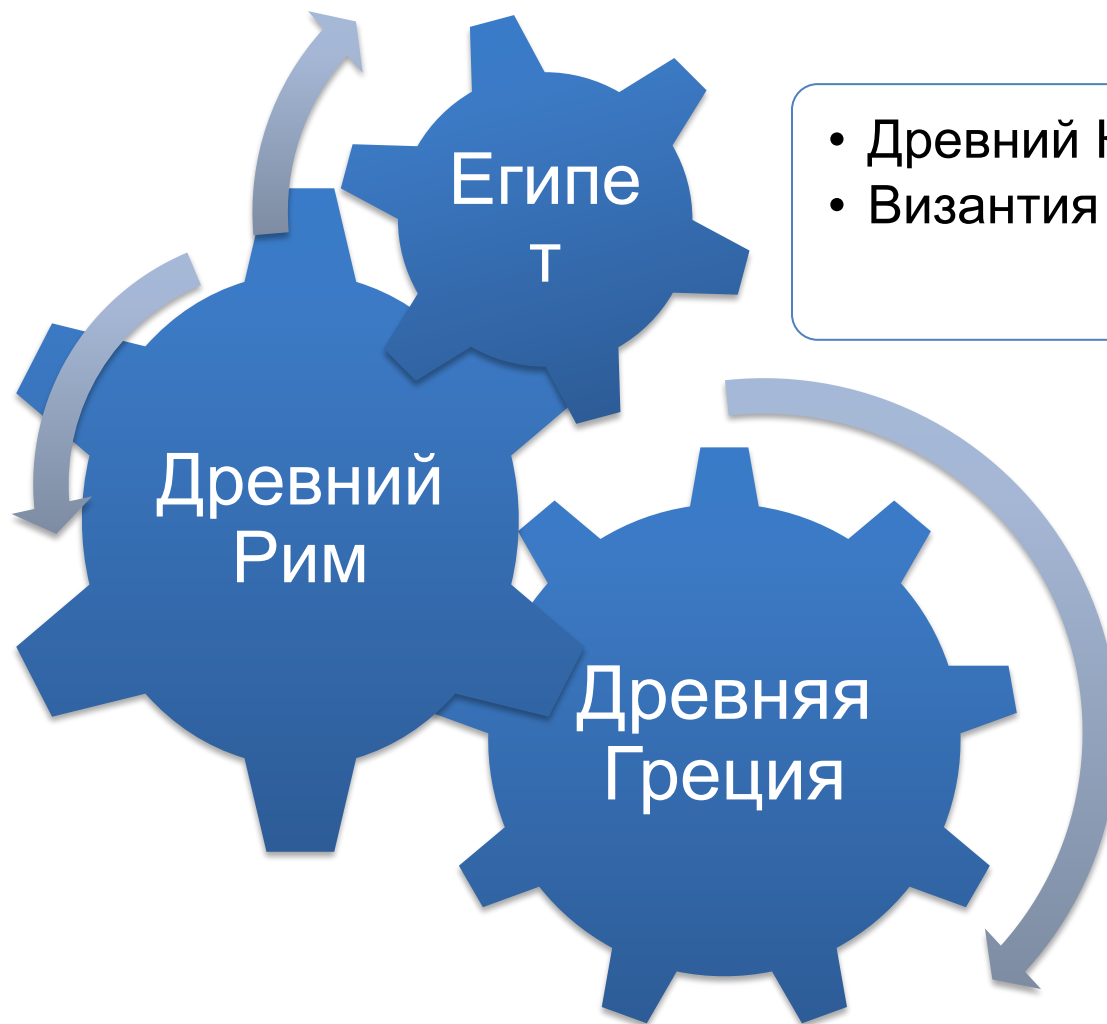 Египе
т
• Древний
• Византия
Древний
Рим
Древняя
Греция